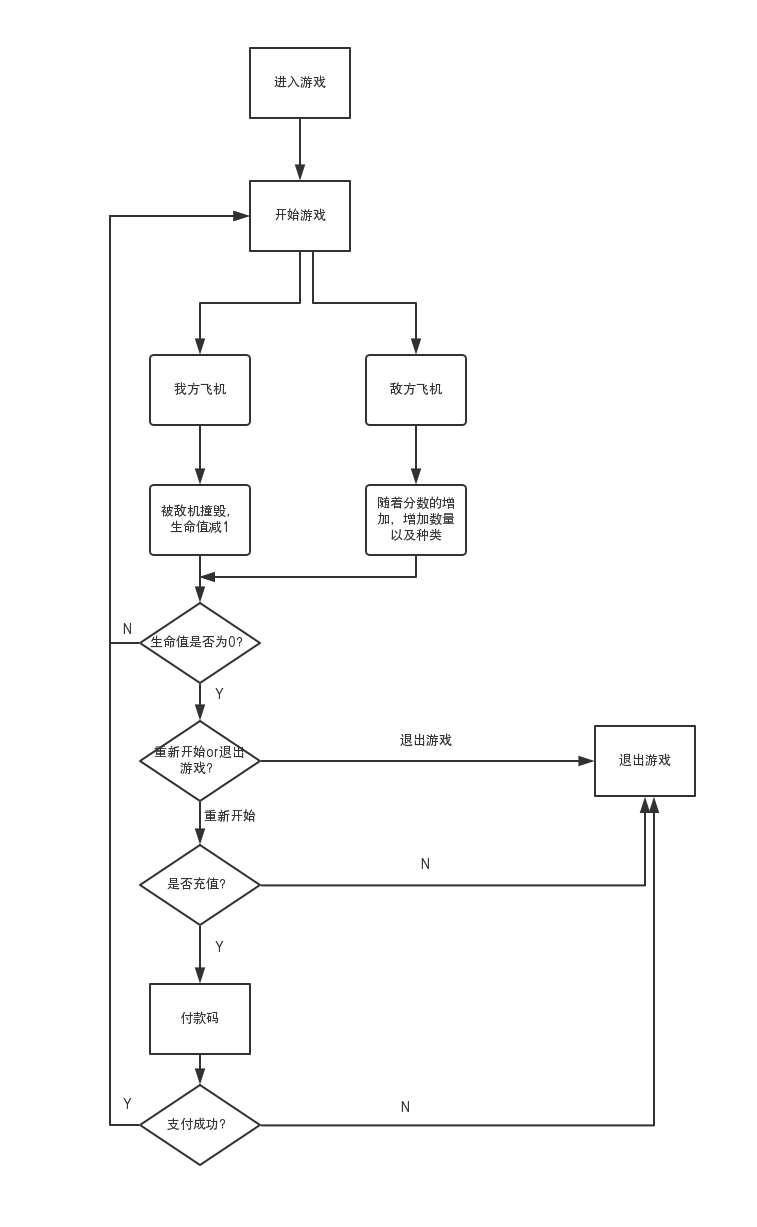 进入游戏
开始游戏
我方飞机
敌方飞机
被敌机撞毁,
生命值减1
随着分数的增
加, 增加数量
以及种类
N
生命值是否为0?
Y
重新开始or退出
游戏?
退出游戏
退出游戏
重新开始
是否充值?
N
Y
付款码
Y
支付成功?
N